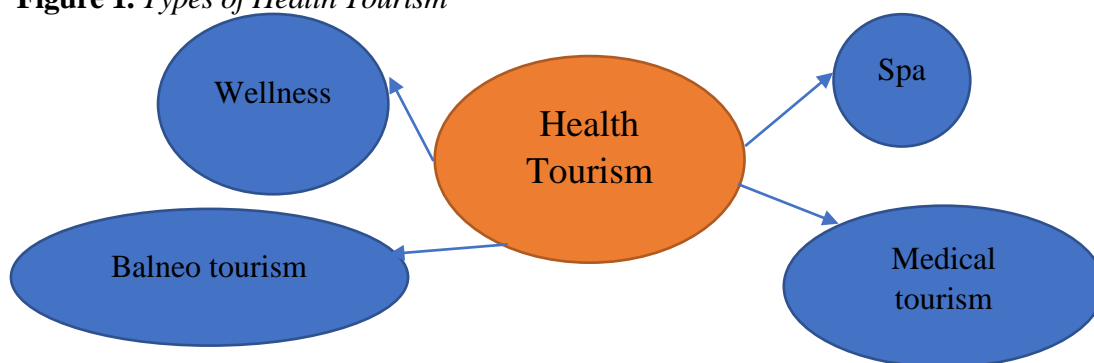 Figure 1. Types of Health Tourism
Wellness
Spa
Health
Tourism
Balneo tourism
Medical
tourism